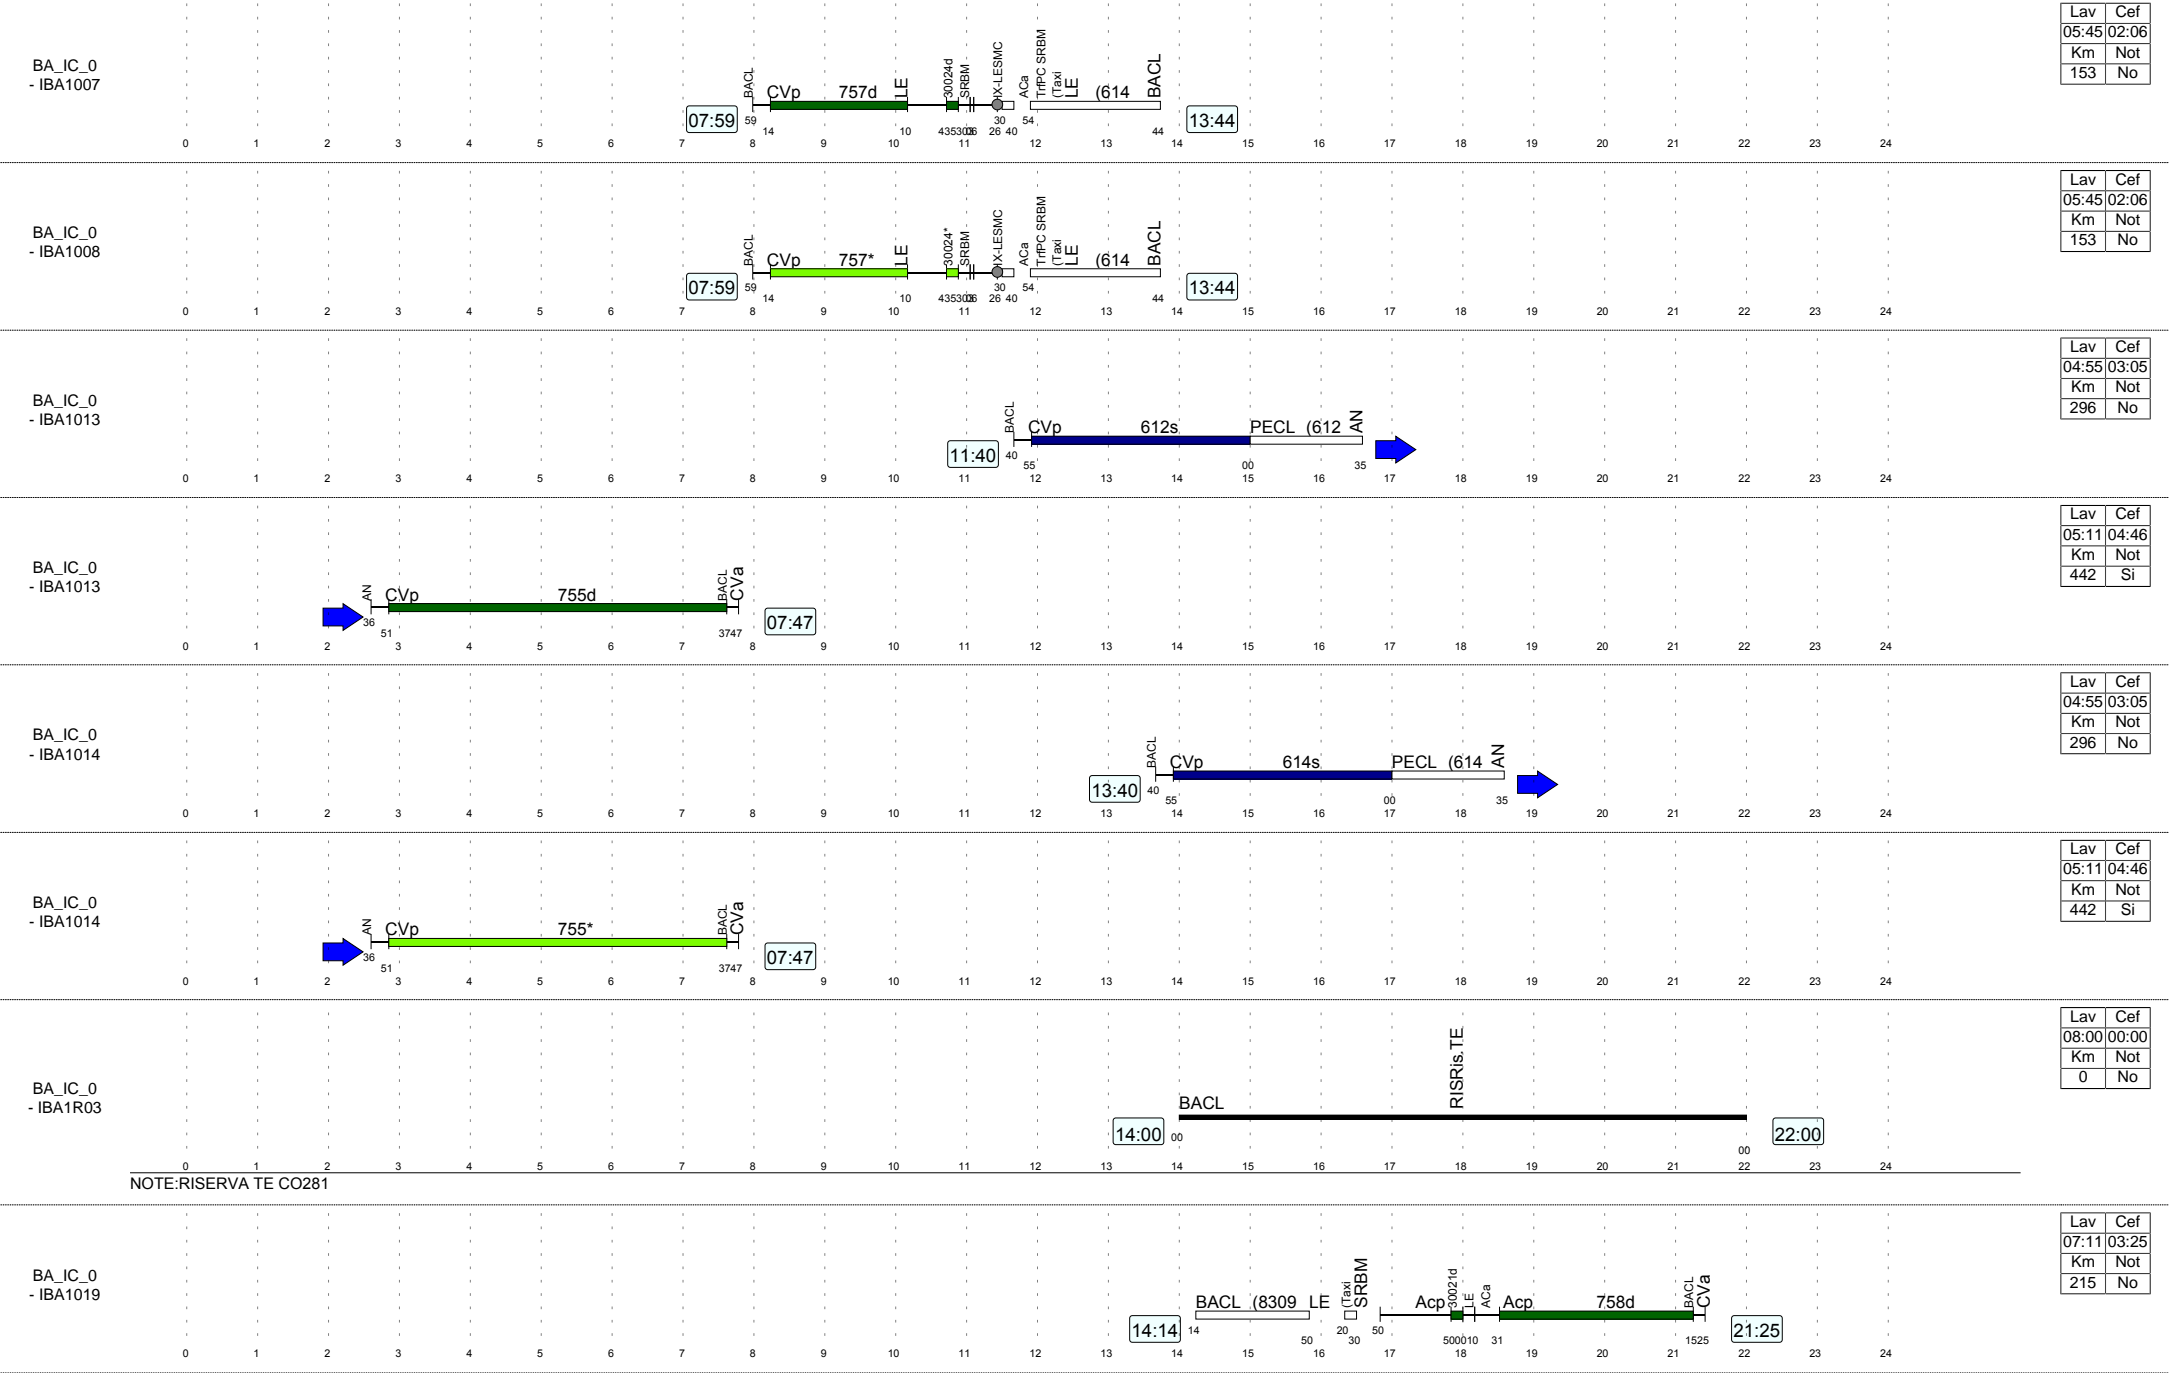 Lav Cef
05:45 02:06
Km Not
153 No
BA_IC_0
- IBA1007
BACL CVp 757d LE 30024d SRBM HX-LESMC ACa TrfPC SRBM (Taxi LE (614 BACL
07:59 59 14 10 43 53 03 06 26 30 40 54 44 13:44
0 1 2 3 4 5 6 7 8 9 10 11 12 13 14 15 16 17 18 19 20 21 22 23 24
Lav Cef
05:45 02:06
Km Not
153 No
BA_IC_0
- IBA1008
BACL CVp 757* LE 30024* SRBM HX-LESMC ACa TrfPC SRBM (Taxi LE (614 BACL
07:59 59 14 10 43 53 03 06 26 30 40 54 44 13:44
0 1 2 3 4 5 6 7 8 9 10 11 12 13 14 15 16 17 18 19 20 21 22 23 24
Lav Cef
04:55 03:05
Km Not
296 No
BA_IC_0
- IBA1013
BACL CVp 612s PECL (612 AN
11:40 40 55 00 35
0 1 2 3 4 5 6 7 8 9 10 11 12 13 14 15 16 17 18 19 20 21 22 23 24
Lav Cef
05:11 04:46
Km Not
442 Si
BA_IC_0
- IBA1013
AN CVp 755d BACL CVa
36 51 37 47 07:47
0 1 2 3 4 5 6 7 8 9 10 11 12 13 14 15 16 17 18 19 20 21 22 23 24
Lav Cef
04:55 03:05
Km Not
296 No
BA_IC_0
- IBA1014
BACL CVp 614s PECL (614 AN
13:40 40 55 00 35
0 1 2 3 4 5 6 7 8 9 10 11 12 13 14 15 16 17 18 19 20 21 22 23 24
Lav Cef
05:11 04:46
Km Not
442 Si
BA_IC_0
- IBA1014
AN CVp 755* BACL CVa
36 51 37 47 07:47
0 1 2 3 4 5 6 7 8 9 10 11 12 13 14 15 16 17 18 19 20 21 22 23 24
Lav Cef
08:00 00:00
Km Not
0 No
BA_IC_0
- IBA1R03
BACL RISRis.TE
14:00 00 00 22:00
0 1 2 3 4 5 6 7 8 9 10 11 12 13 14 15 16 17 18 19 20 21 22 23 24
NOTE:RISERVA TE CO281
Lav Cef
07:11 03:25
Km Not
215 No
BA_IC_0
- IBA1019
BACL (8309 LE (Taxi SRBM Acp 30021d LE ACa Acp 758d BACL CVa
14:14 14 50 20 30 50 50 00 10 31 15 25 21:25
0 1 2 3 4 5 6 7 8 9 10 11 12 13 14 15 16 17 18 19 20 21 22 23 24